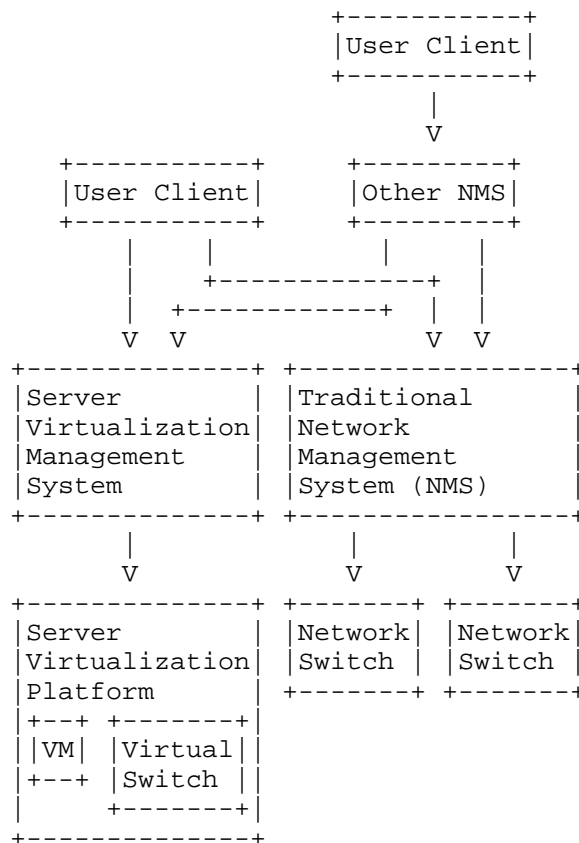 User Client
User Client
Other NMS
Server
Virtualization
Management
System
Traditional
Network
Management
System (NMS)
Server
Virtualization
Platform
VM
Virtual
Switch
Network
Switch
Network
Switch